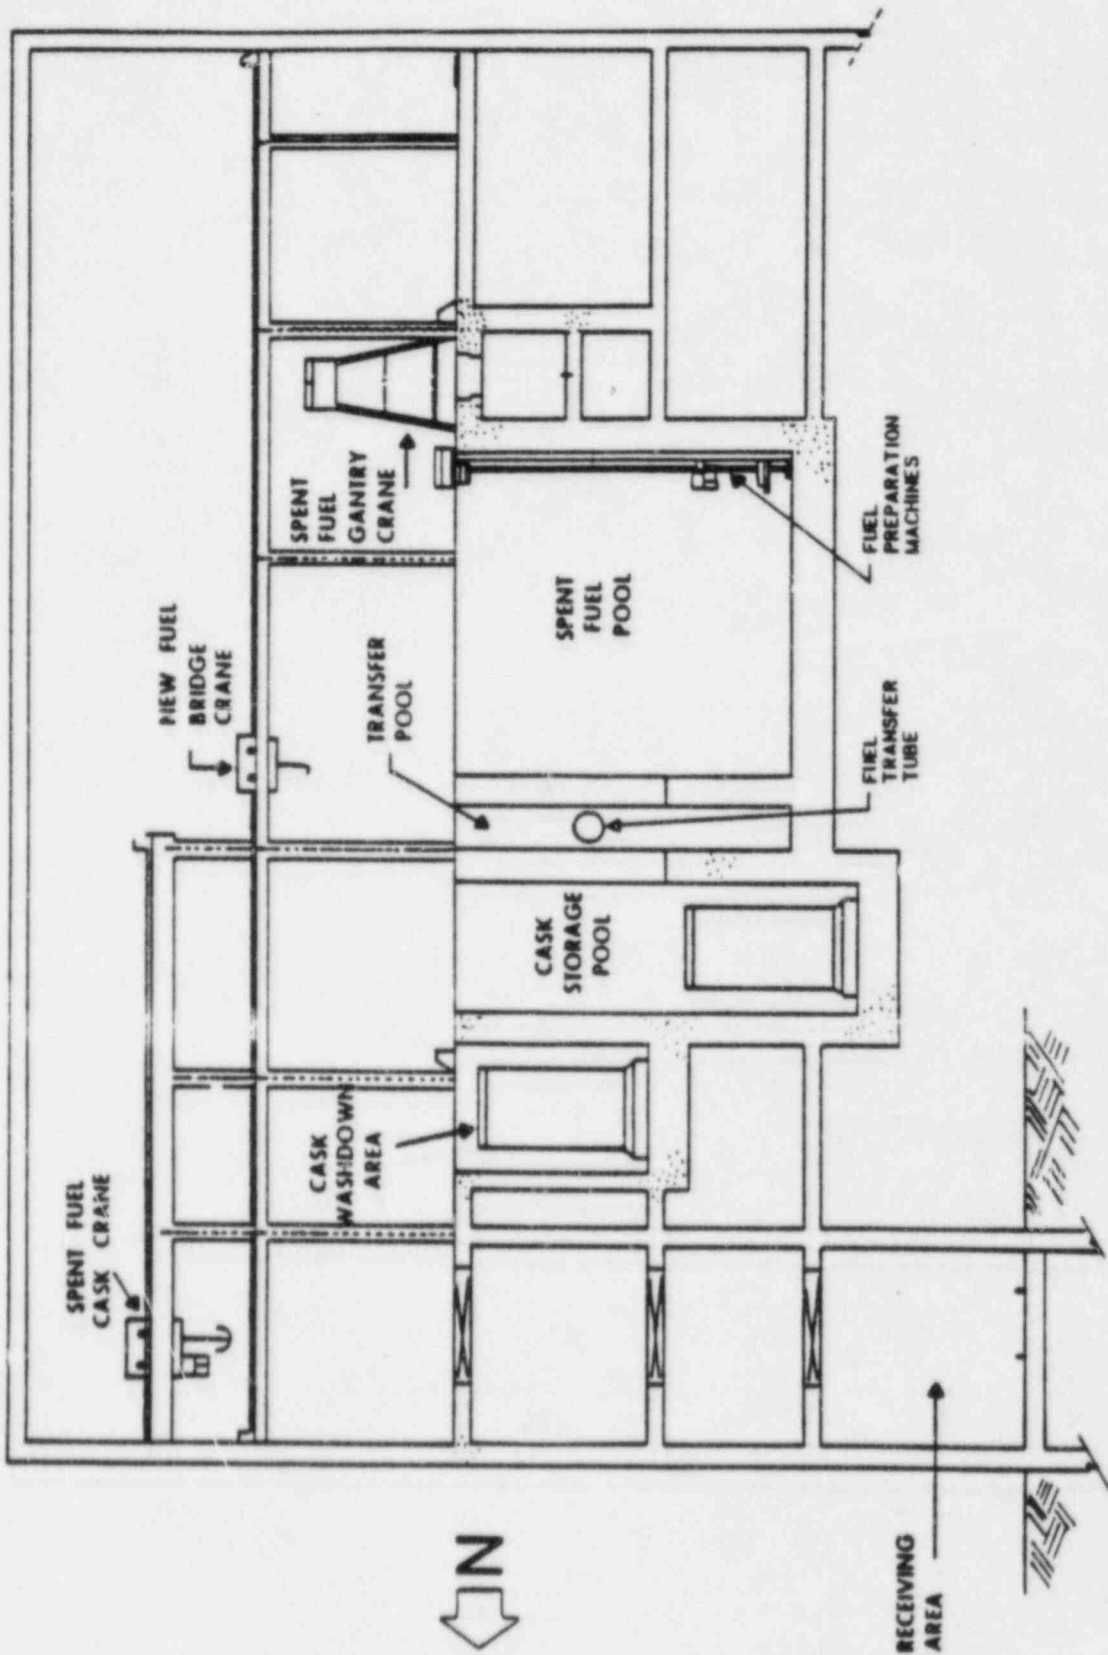 SPENT FUEL
CASK CRANE
NEW FUEL
BRIDGE
CRANE
SPENT
FUEL
GANTRY
CRANE
CASK
WASHDOWN
AREA
TRANSFER
POOL
CASK
STORAGE
POOL
SPENT
FUEL
POOL
IN
RECEIVING
AREA
FUEL
TRANSFER
TUBE
FUEL
PREPARATION
MACHINES